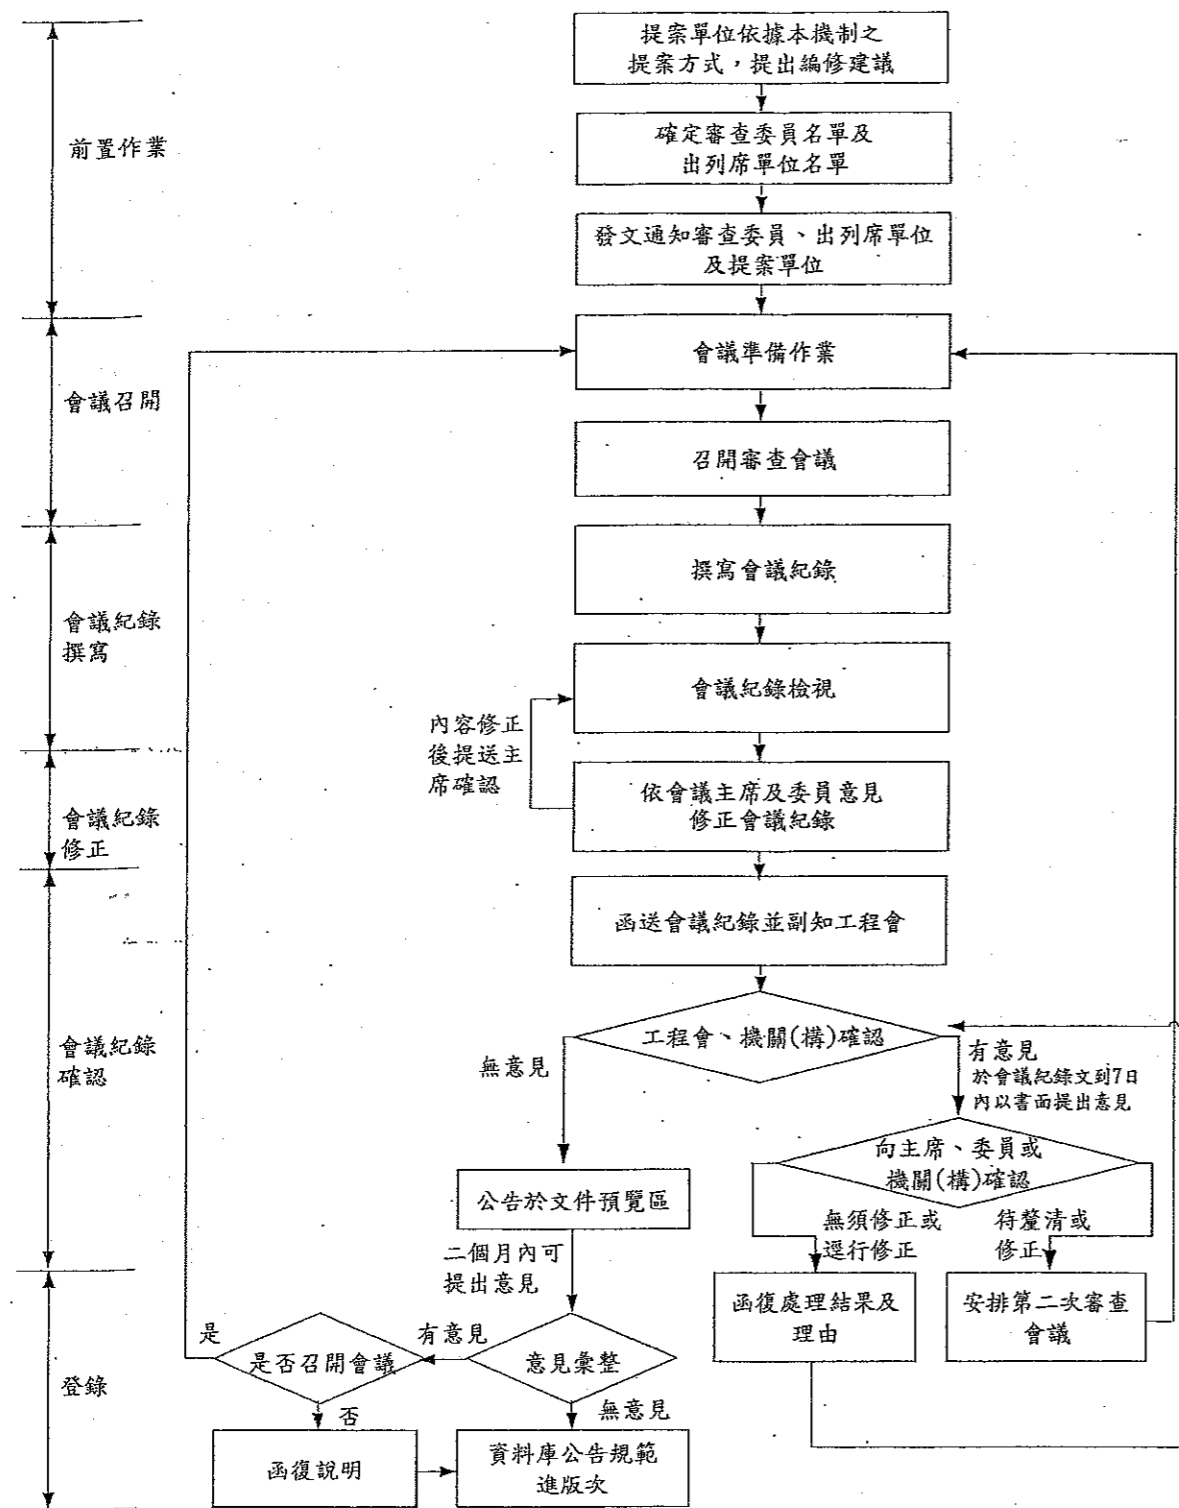 提案單位依據本機制之
提案方式，提出編修建議
前置作業
確定審查委員名單及
出列席單位名單
發文通知審查委員、出列席單位
及提案單位
會議準備作業
會議召開
召開審查會議
撰寫會議紀錄
會議紀錄
撰寫
會議紀錄檢視
內容修正
後提送主
席確認
依會議主席及委員意見
修正會議紀錄
會議紀錄
修正
函送會議紀錄並副知工程會
工程會、機關(構)確認
會議紀錄
確認
無意見
有意見
於會議紀錄文到7日
內以書面提出意見
向主席、委員或
機關(構)確認
公告於文件預覽區
無須修正或
逕行修正
待釐清或
修正
二個月內可
提出意見
函復處理結果及
理由
安排第二次審查
會議
是
是否召開會議
有意見
意見彙整
登錄
否
無意見
函復說明
資料庫公告規範
進版次